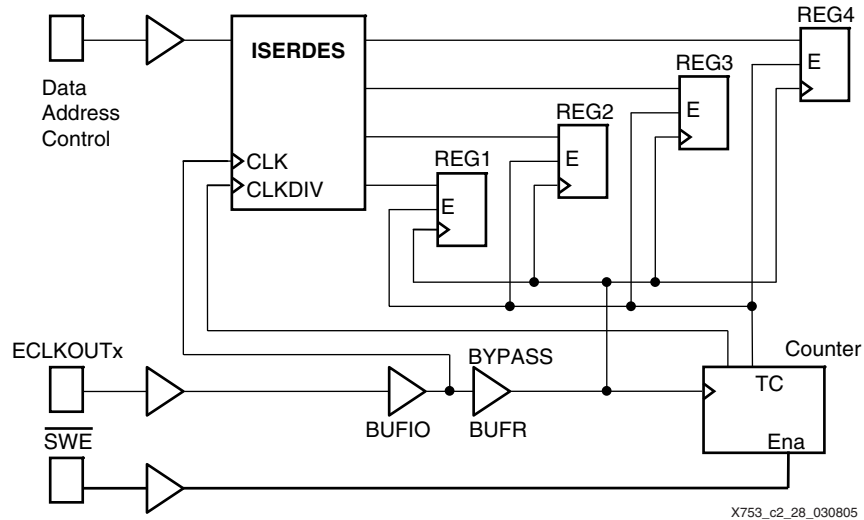 REG4
ISERDES
E
REG3
Data
Address
Control
E
REG2
E
REG1
CLK
CLKDIV
E
ECLKOUTx
BYPASS
Counter
TC
BUFIO
BUFR
SWE
Ena
X753_c2_28_030805